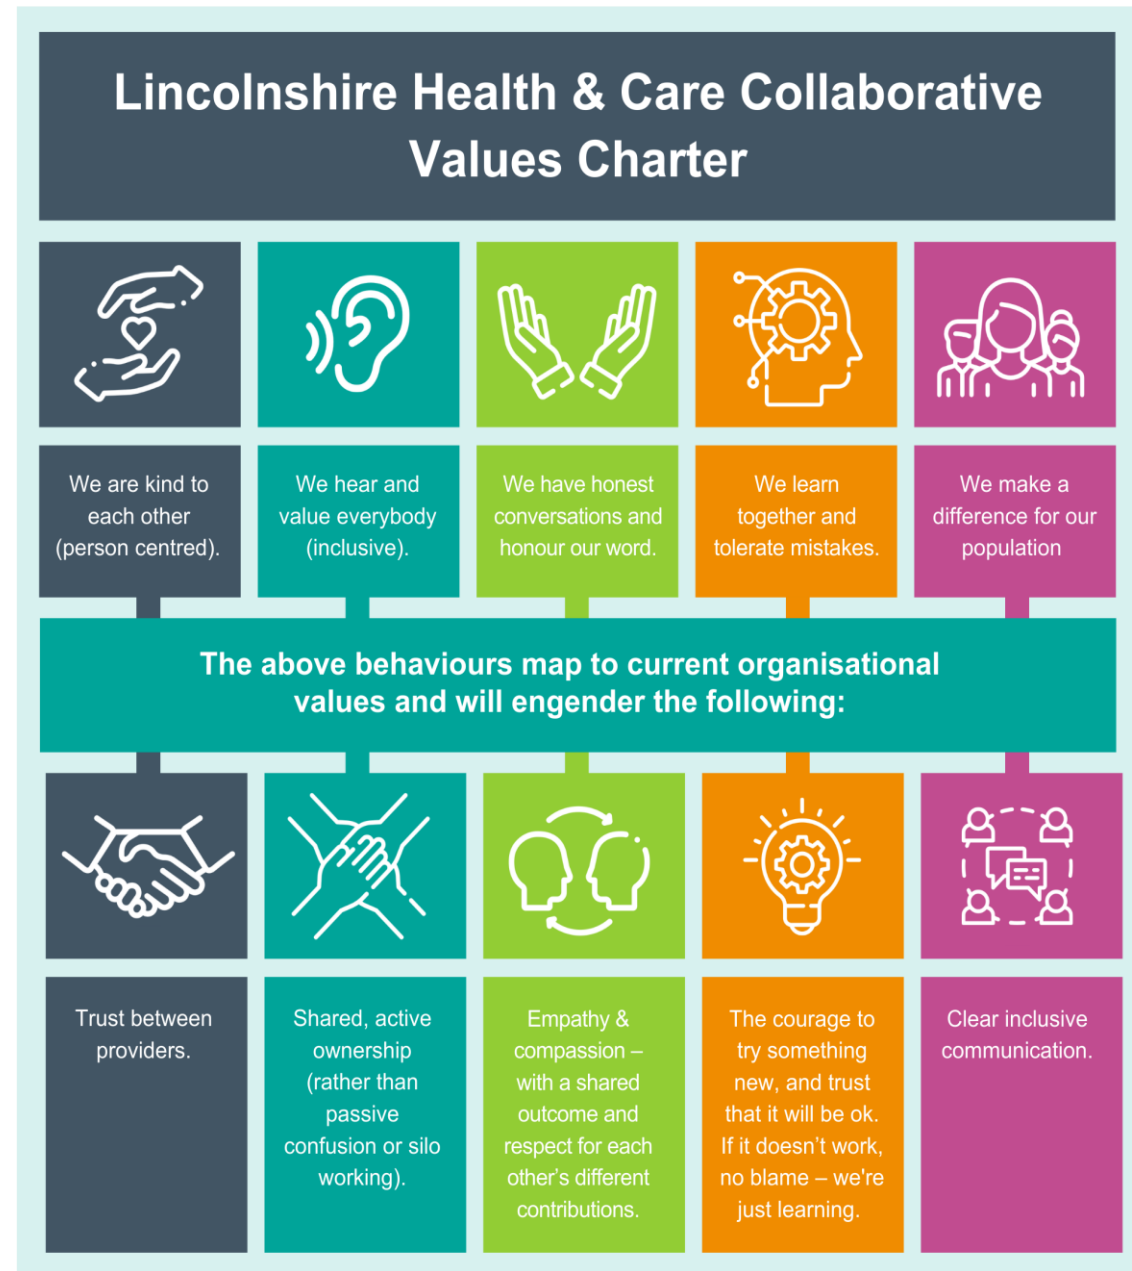 Lincolnshire Health & Care Collaborative
Values Charter
We are kind to
each other
(person centred).
We hear and
value everybody
(inclusive).
We have honest
conversations and
honour our word.
We learn
together and
tolerate mistakes.
We make a
difference for our
population
The above behaviours map to current organisational
values and will engender the following:
Trust between
providers.
Shared, active
ownership
(rather than
passive
confusion or silo
working).
Empathy &
compassion –
with a shared
outcome and
respect for each
other’s different
contributions.
The courage to
try something
new, and trust
that it will be ok.
If it doesn’t work,
no blame – we're
just learning.
Clear inclusive
communication.